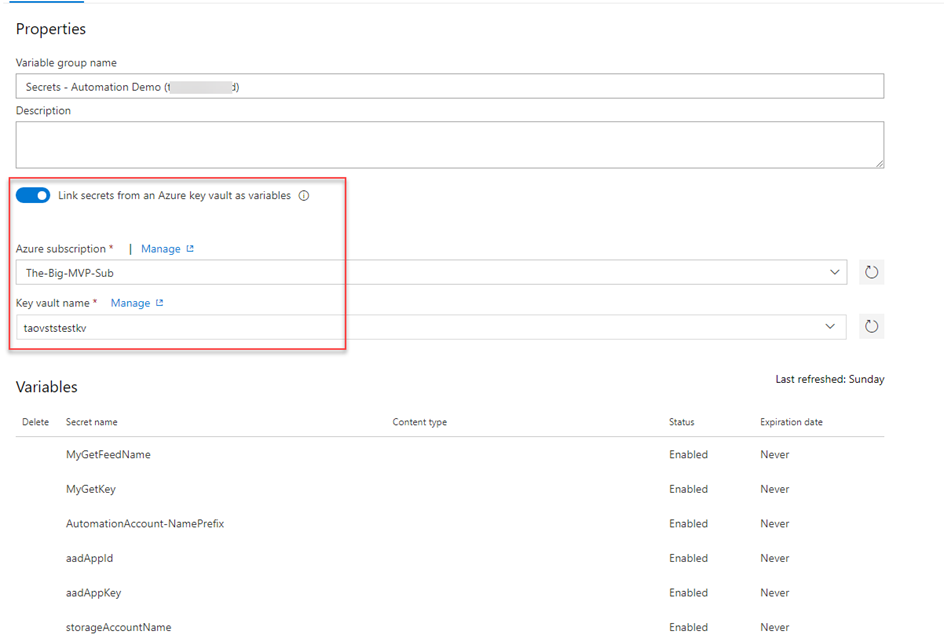 Properties
Variable group name
Secrets - Automation Demo (t d)
Description
Link secrets from an Azure key vault as variables
Azure subscription * | Manage
The-Big-MVP-Sub
Key vault name * Manage
taovststestkv
Variables
Last refreshed: Sunday
Delete Secret name Content type Status Expiration date
MyGetFeedName Enabled Never
MyGetKey Enabled Never
AutomationAccount-NamePrefix Enabled Never
aadAppId Enabled Never
aadAppKey Enabled Never
storageAccountName Enabled Never